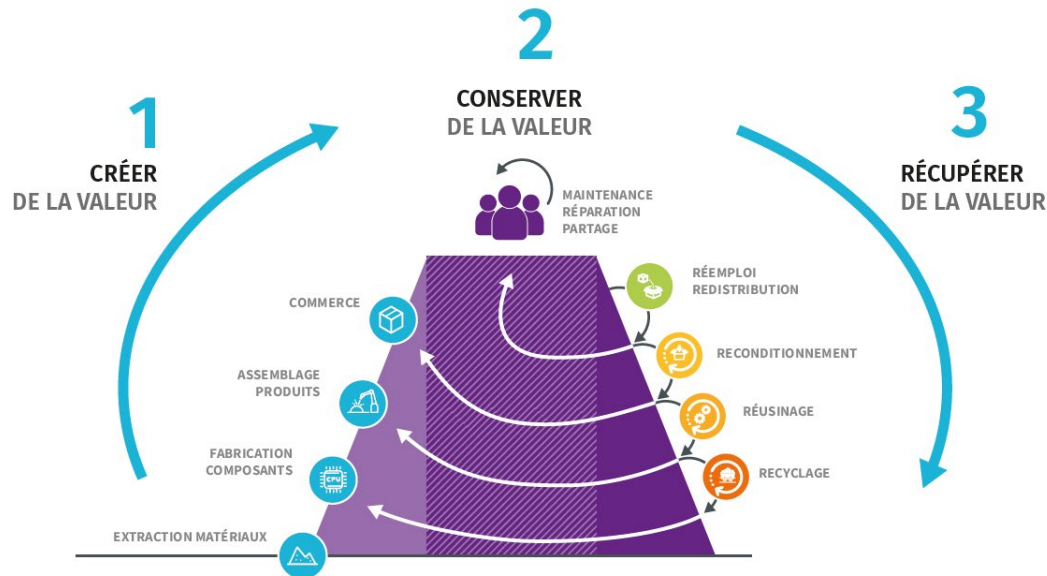 1
CRÉER
DE LA VALEUR
2
CONSERVER
DE LA VALEUR
3
RÉCUPÉRER
DE LA VALEUR
MAINTENANCE
RÉPARATION
PARTAGE
COMMERCE
ASSEMBLAGE
PRODUITS
FABRICATION
COMPOSANTS
CPU
EXTRACTION MATÉRIAUX
RÉEMPLOI
REDISTRIBUTION
RECONDITIONNEMENT
RÉUSINAGE
RECYCLAGE